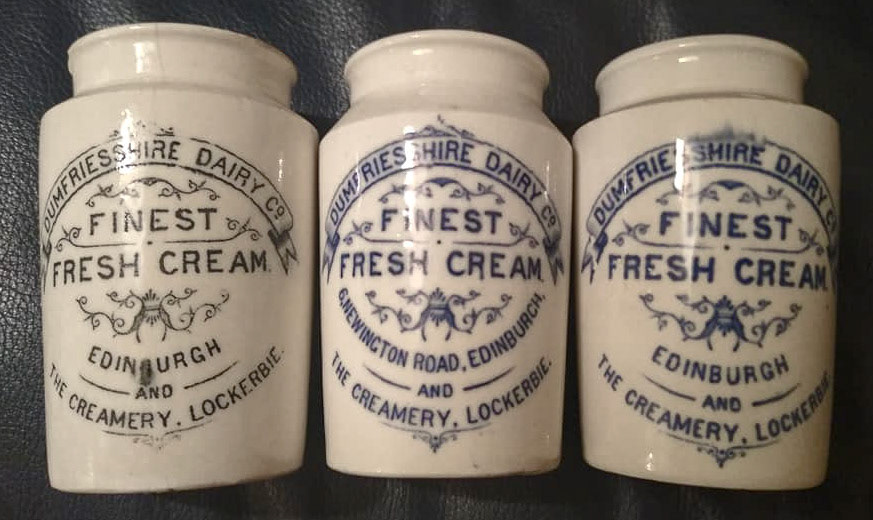 DUMFRIESSHIRE DAIRY Co
FINEST
FRESH CREAM.
EDINBURGH
AND
THE CREAMERY, LOCKERBIE.
DUMFRIESSHIRE DAIRY Co
FINEST
FRESH CREAM.
6, NEWINGTON ROAD, EDINBURGH,
AND
THE CREAMERY, LOCKERBIE.
DUMFRIESSHIRE DAIRY Co
FINEST
FRESH CREAM.
EDINBURGH
AND
THE CREAMERY, LOCKERBIE.